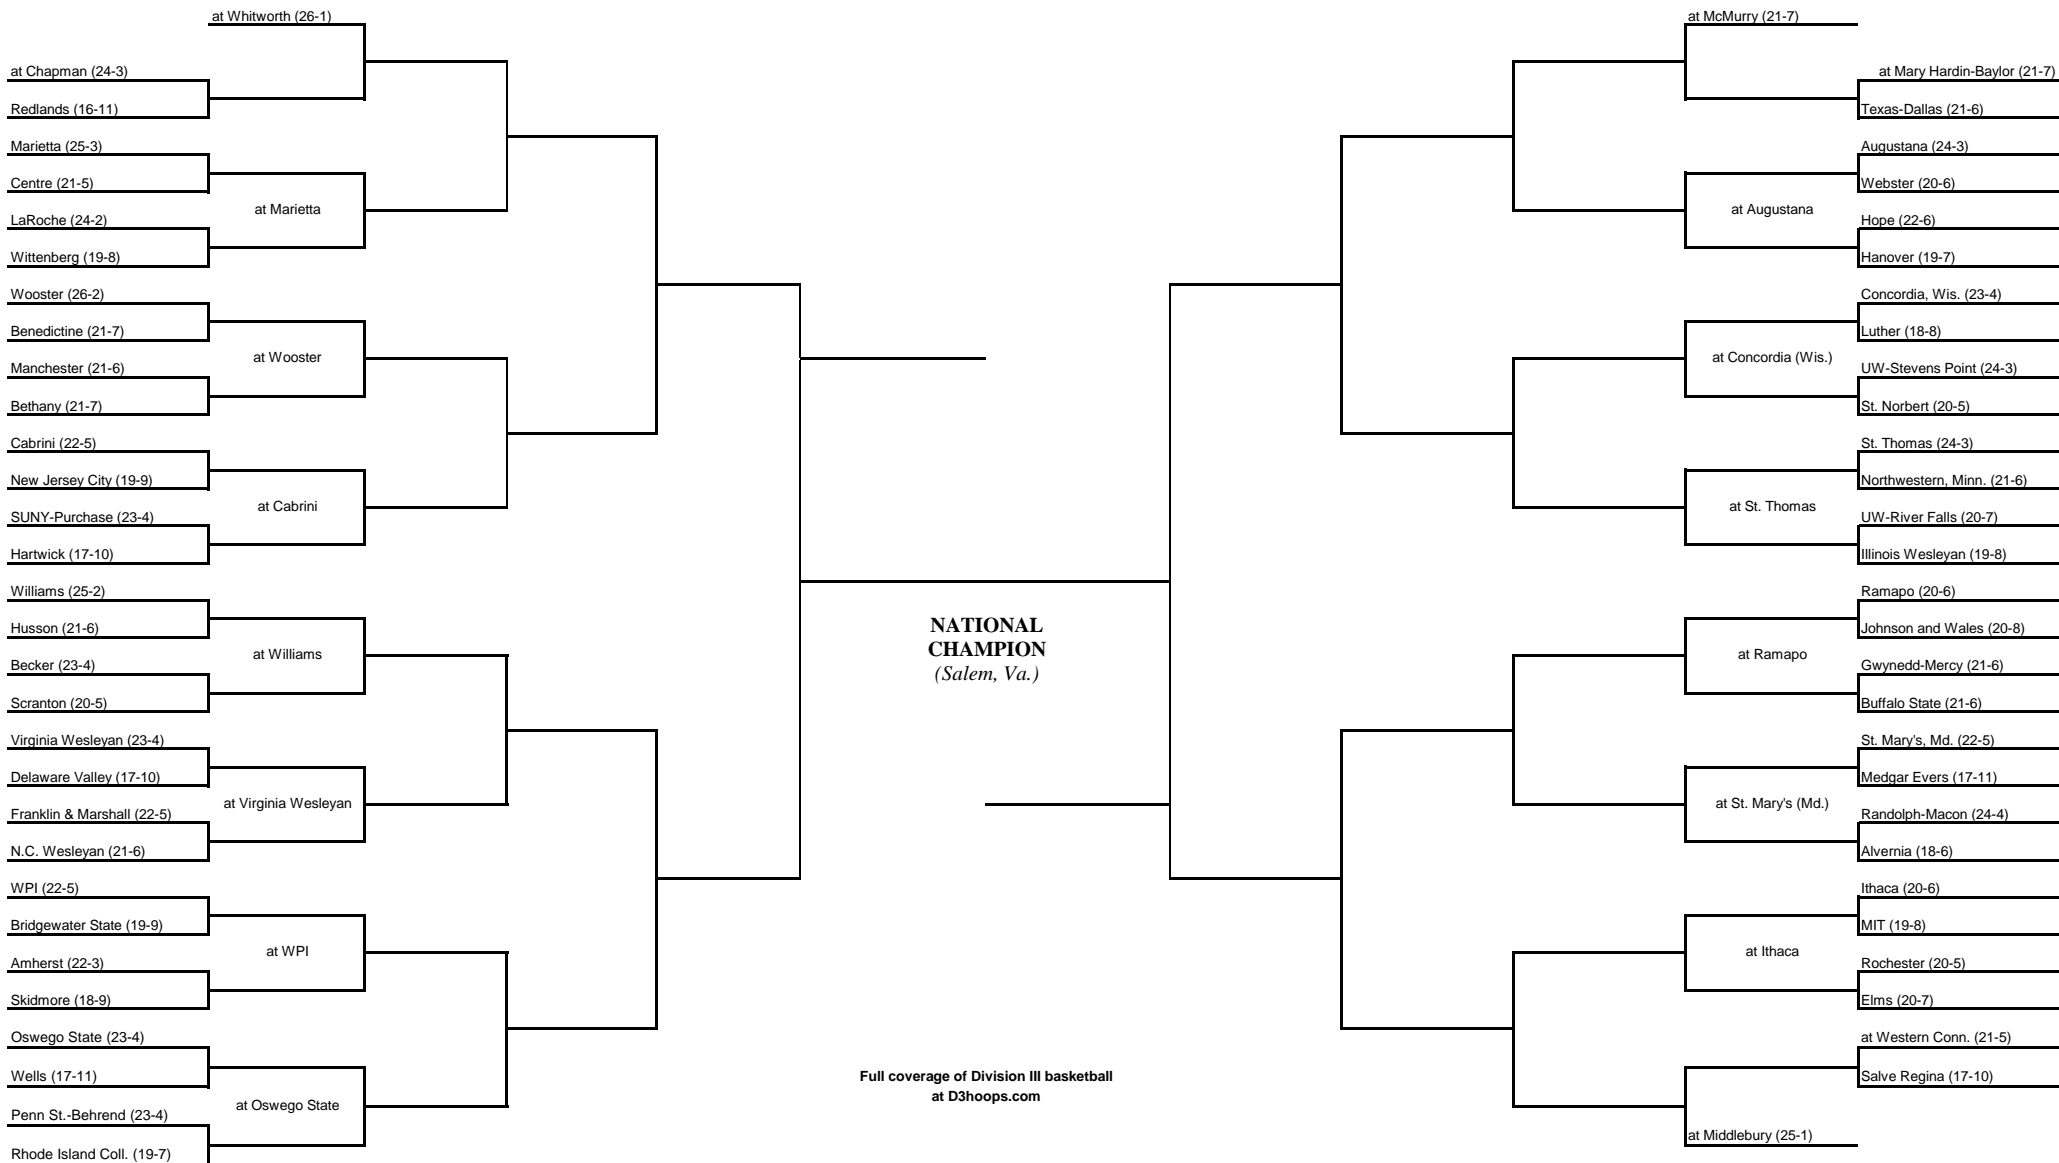 at Whitworth (26-1)
at Chapman (24-3)
Redlands (16-11)
Marietta (25-3)
Centre (21-5)
at Marietta
LaRoche (24-2)
Wittenberg (19-8)
Wooster (26-2)
Benedictine (21-7)
at Wooster
Manchester (21-6)
Bethany (21-7)
Cabrini (22-5)
New Jersey City (19-9)
at Cabrini
SUNY-Purchase (23-4)
Hartwick (17-10)
Williams (25-2)
Husson (21-6)
at Williams
Becker (23-4)
Scranton (20-5)
Virginia Wesleyan (23-4)
Delaware Valley (17-10)
at Virginia Wesleyan
Franklin & Marshall (22-5)
N.C. Wesleyan (21-6)
WPI (22-5)
Bridgewater State (19-9)
at WPI
Amherst (22-3)
Skidmore (18-9)
Oswego State (23-4)
Wells (17-11)
at Oswego State
Penn St.-Behrend (23-4)
Rhode Island Coll. (19-7)
NATIONAL
CHAMPION
(Salem, Va.)
Full coverage of Division III basketball
at D3hoops.com
at McMurry (21-7)
at Mary Hardin-Baylor (21-7)
Texas-Dallas (21-6)
Augustana (24-3)
Webster (20-6)
at Augustana
Hope (22-6)
Hanover (19-7)
Concordia, Wis. (23-4)
Luther (18-8)
at Concordia (Wis.)
UW-Stevens Point (24-3)
St. Norbert (20-5)
St. Thomas (24-3)
Northwestern, Minn. (21-6)
at St. Thomas
UW-River Falls (20-7)
Illinois Wesleyan (19-8)
Ramapo (20-6)
Johnson and Wales (20-8)
at Ramapo
Gwynedd-Mercy (21-6)
Buffalo State (21-6)
St. Mary's, Md. (22-5)
Medgar Evers (17-11)
at St. Mary's (Md.)
Randolph-Macon (24-4)
Alvernia (18-6)
Ithaca (20-6)
MIT (19-8)
at Ithaca
Rochester (20-5)
Elms (20-7)
at Western Conn. (21-5)
Salve Regina (17-10)
at Middlebury (25-1)